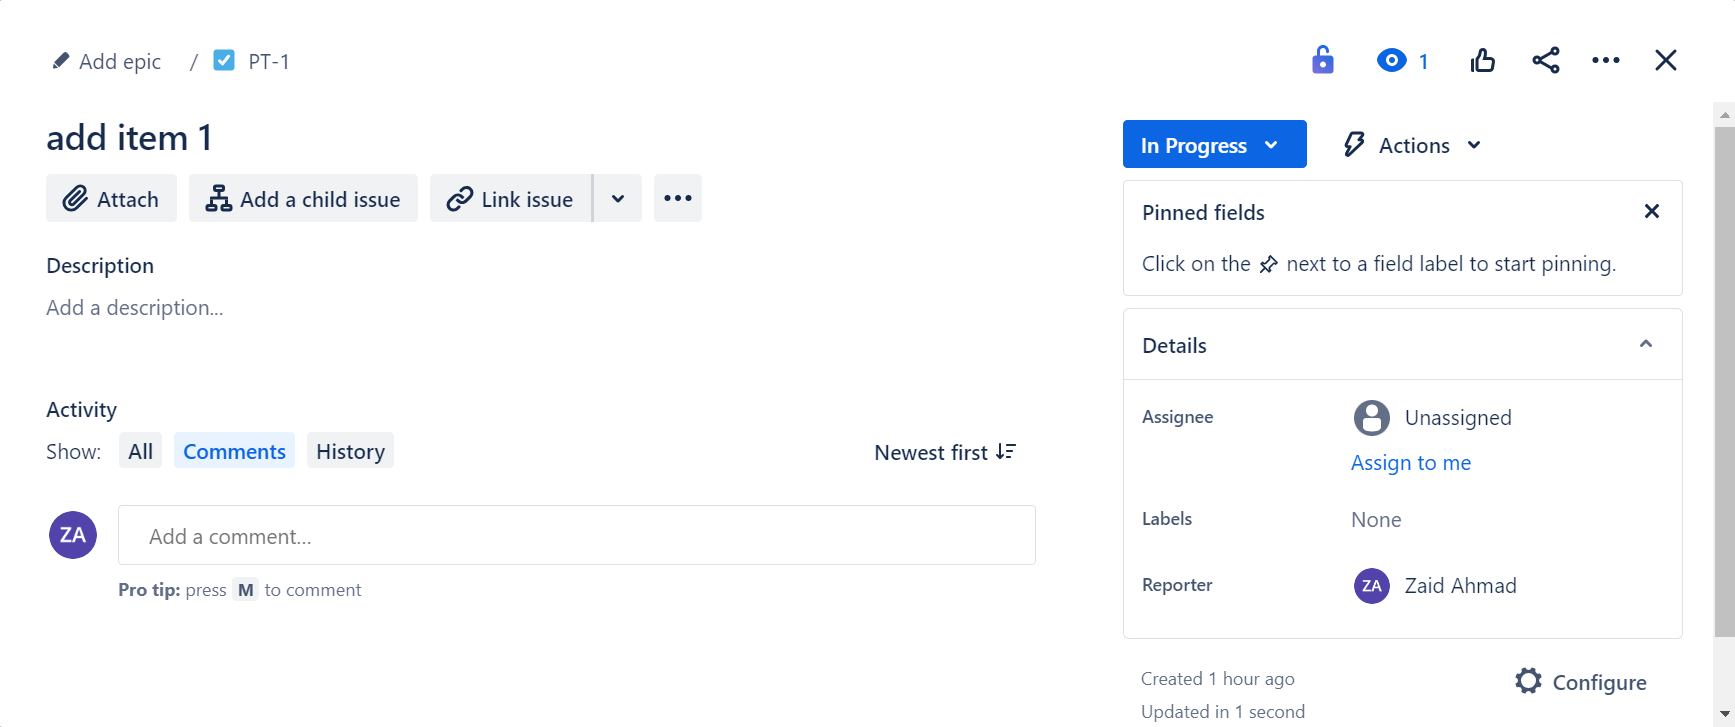 Add epic / PT-1
1
add item 1
Attach
Add a child issue
Link issue
Description
Add a description...
Activity
Show: All Comments History
Newest first
ZA
Add a comment...
Pro tip: press M to comment
In Progress
Actions
Pinned fields
Click on the next to a field label to start pinning.
Details
Assignee
Unassigned
Assign to me
Labels
None
Reporter
ZA Zaid Ahmad
Created 1 hour ago
Updated in 1 second
Configure